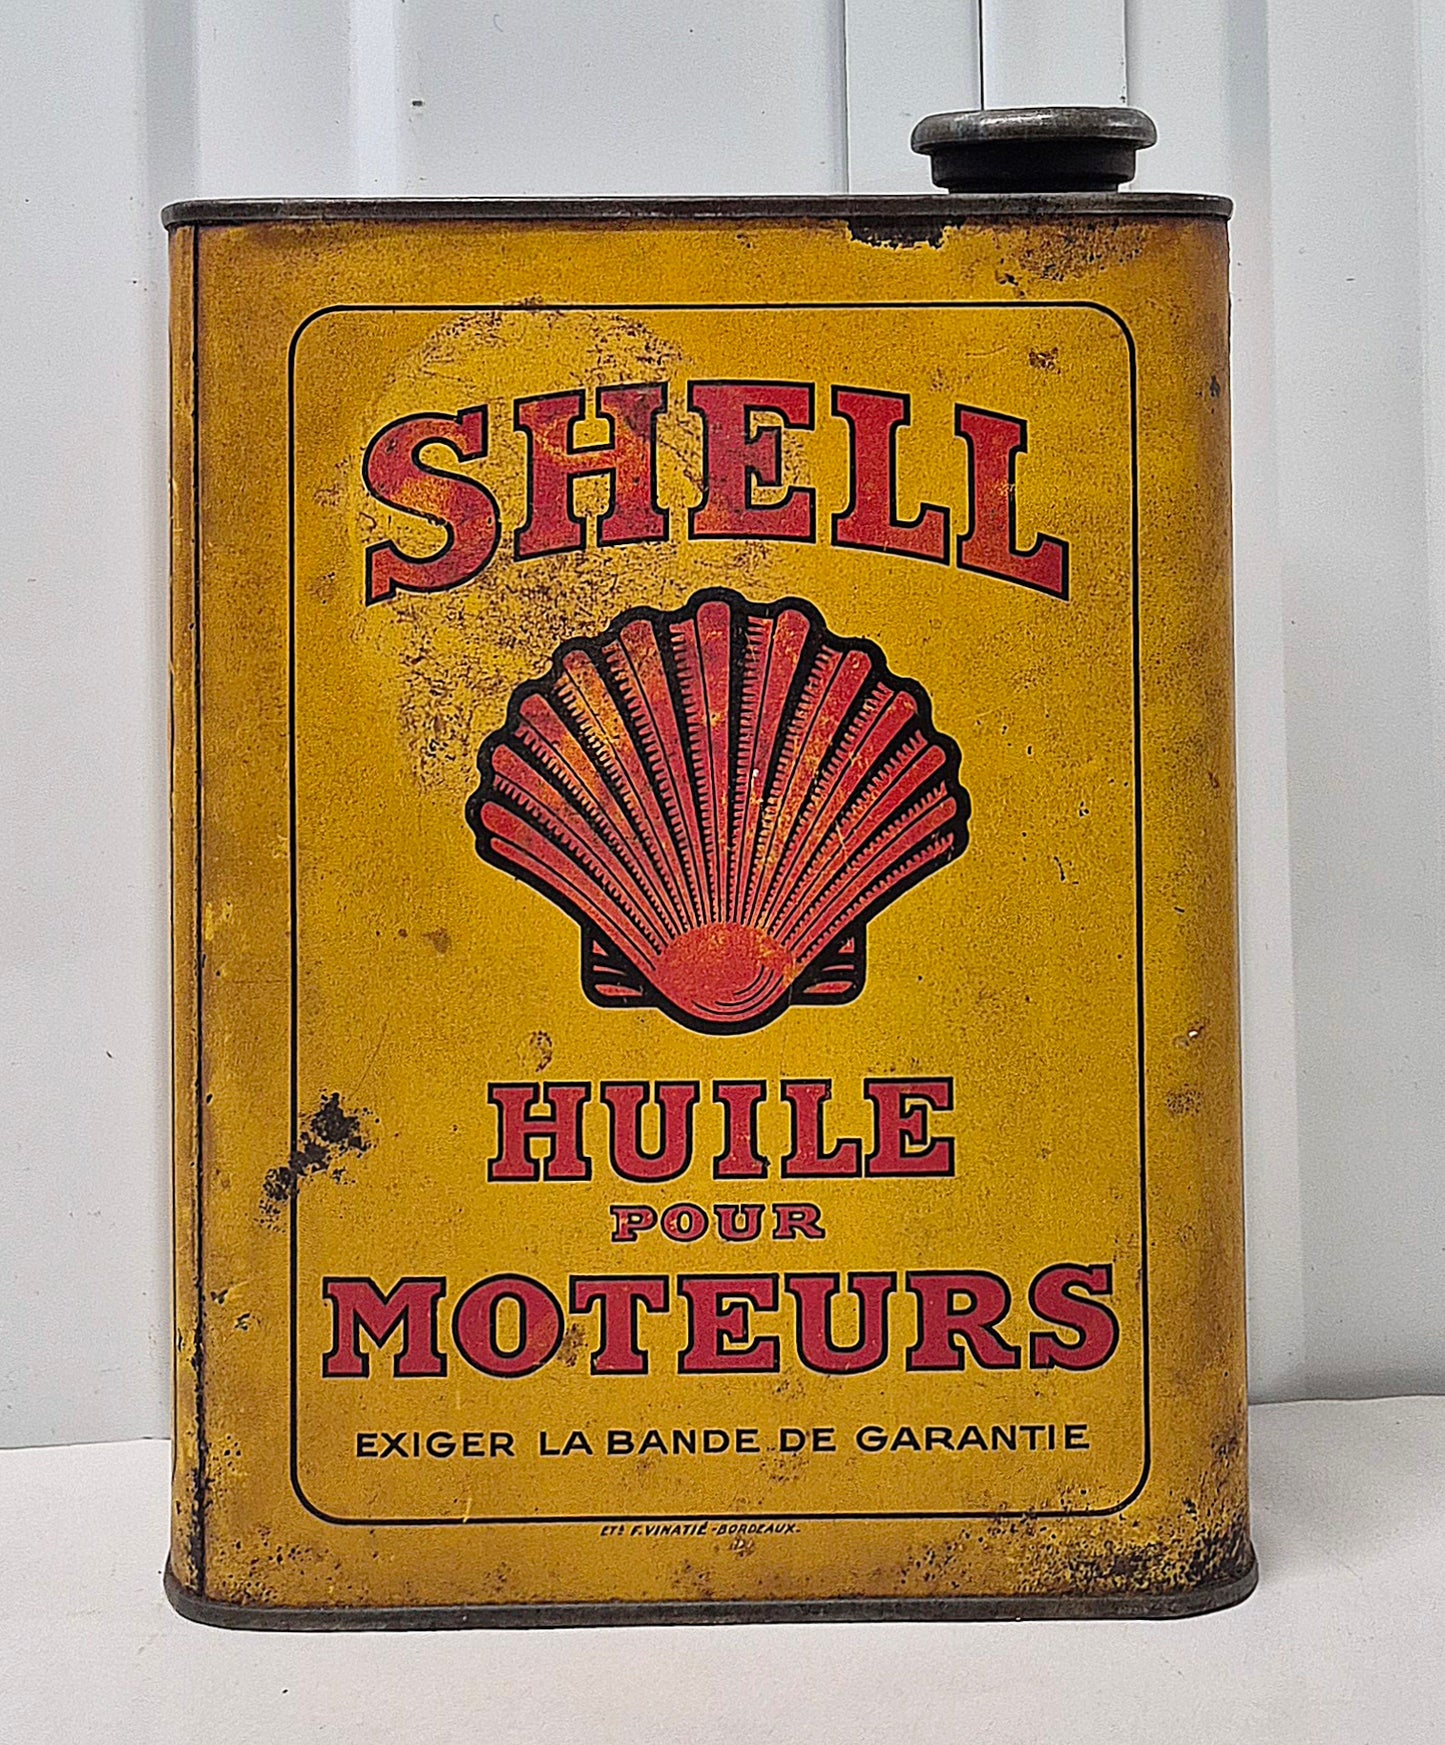 SHELL
HUILE
POUR
MOTEURS
EXIGER LA BANDE DE GARANTIE
ETS F. VINATIÉ - BORDEAUX.